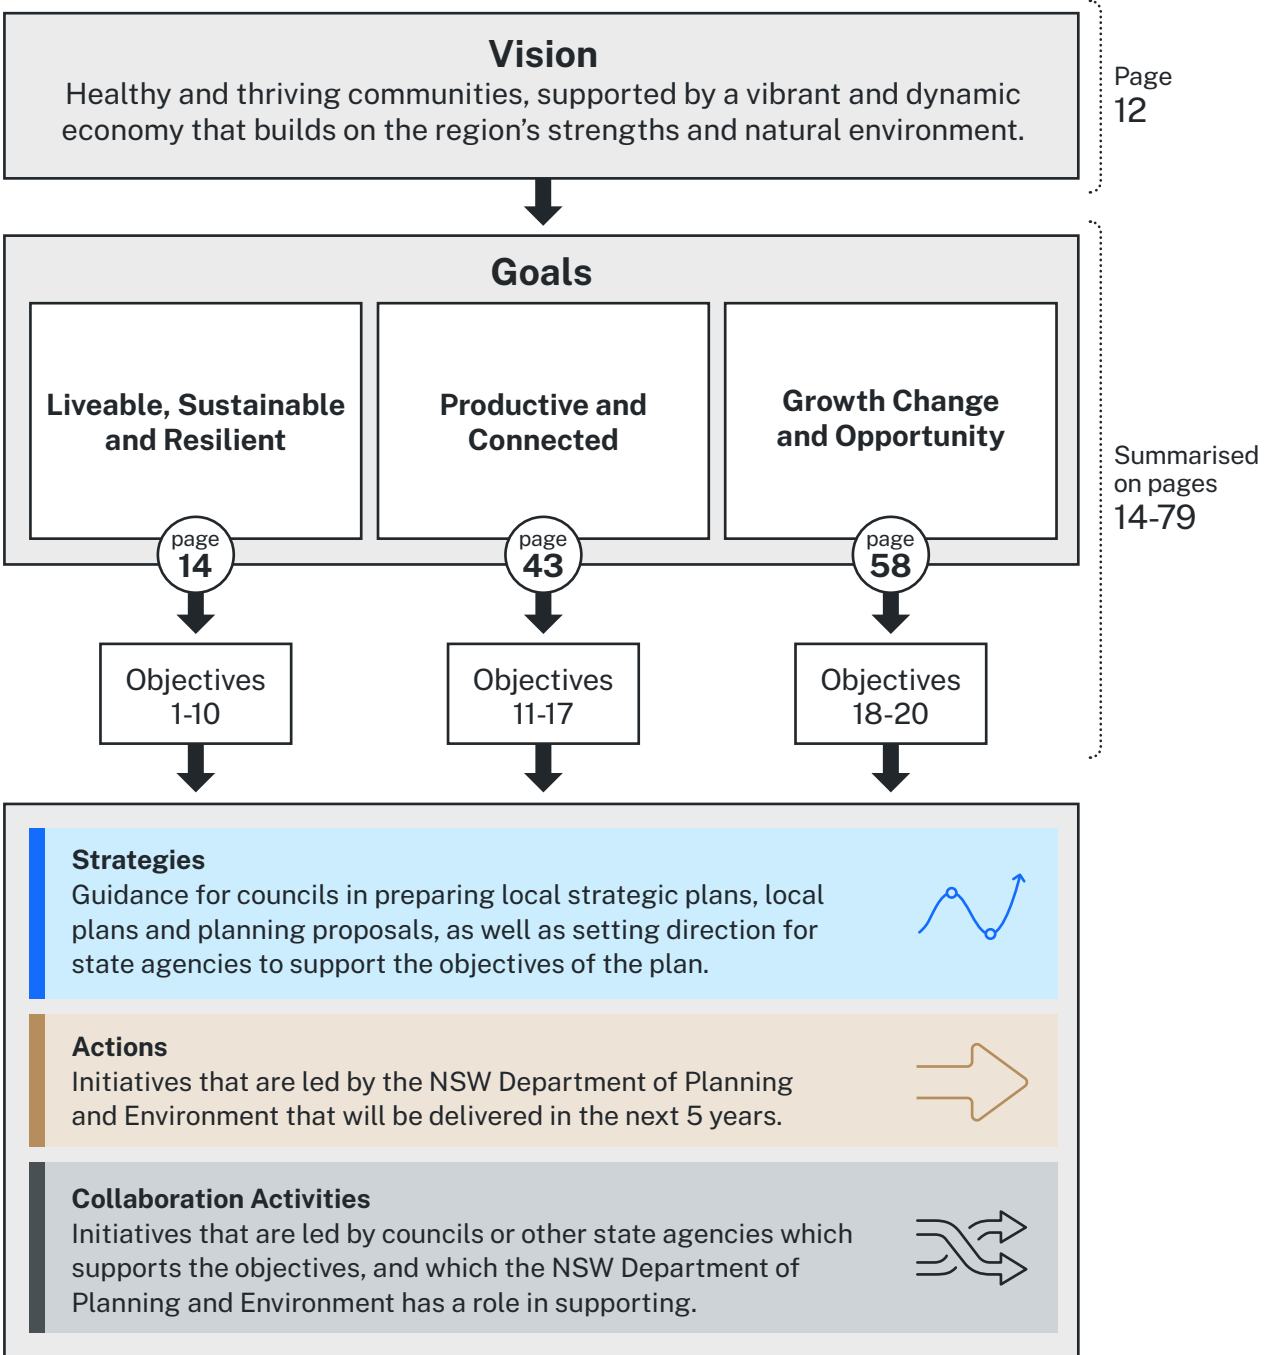 Vision
Healthy and thriving communities, supported by a vibrant and dynamic
economy that builds on the region’s strengths and natural environment.
Page
12
Goals
Liveable, Sustainable
and Resilient
page
14
Productive and
Connected
page
43
Growth Change
and Opportunity
page
58
Summarised
on pages
14-79
Objectives
1-10
Objectives
11-17
Objectives
18-20
Strategies
Guidance for councils in preparing local strategic plans, local
plans and planning proposals, as well as setting direction for
state agencies to support the objectives of the plan.
Actions
Initiatives that are led by the NSW Department of Planning
and Environment that will be delivered in the next 5 years.
Collaboration Activities
Initiatives that are led by councils or other state agencies which
supports the objectives, and which the NSW Department of
Planning and Environment has a role in supporting.